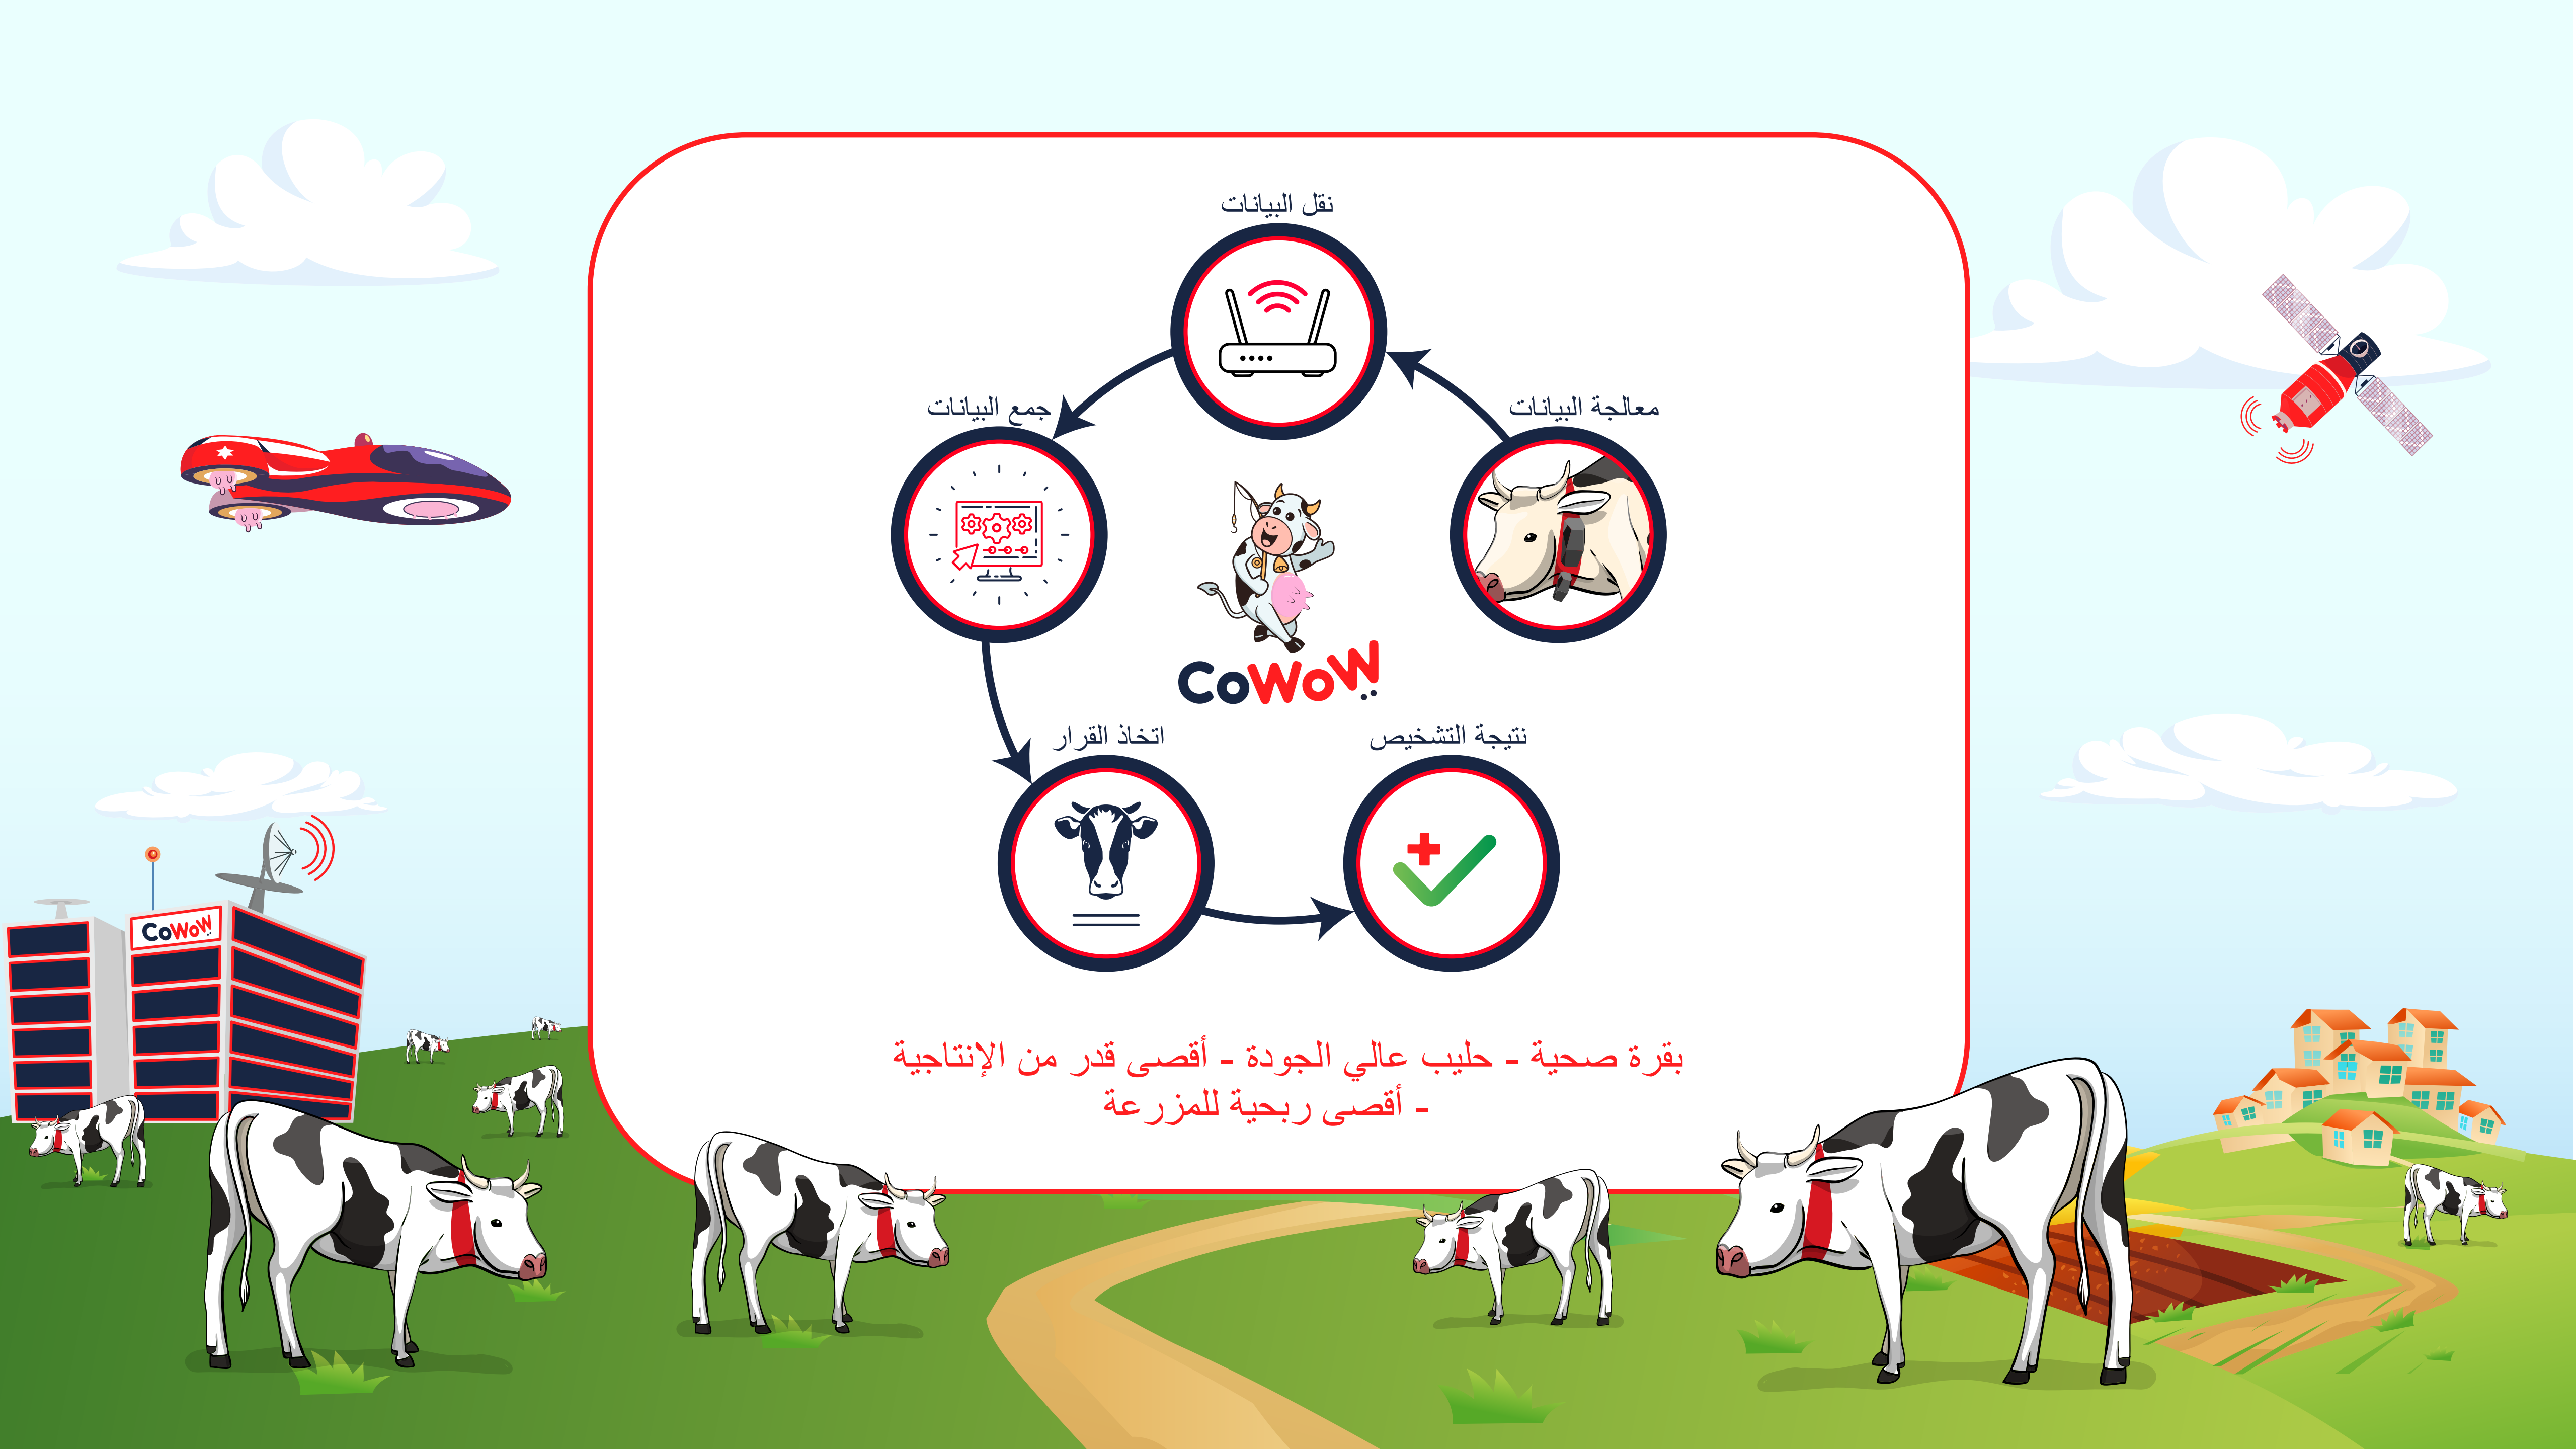 نقل البيانات
معالجة البيانات
جمع البيانات
CoWoW
اتخاذ القرار
نتيجة التشخيص
CoWoW
بقرة صحية - حليب عالي الجودة - أقصى قدر من الإنتاجية
- أقصى ربحية للمزرعة